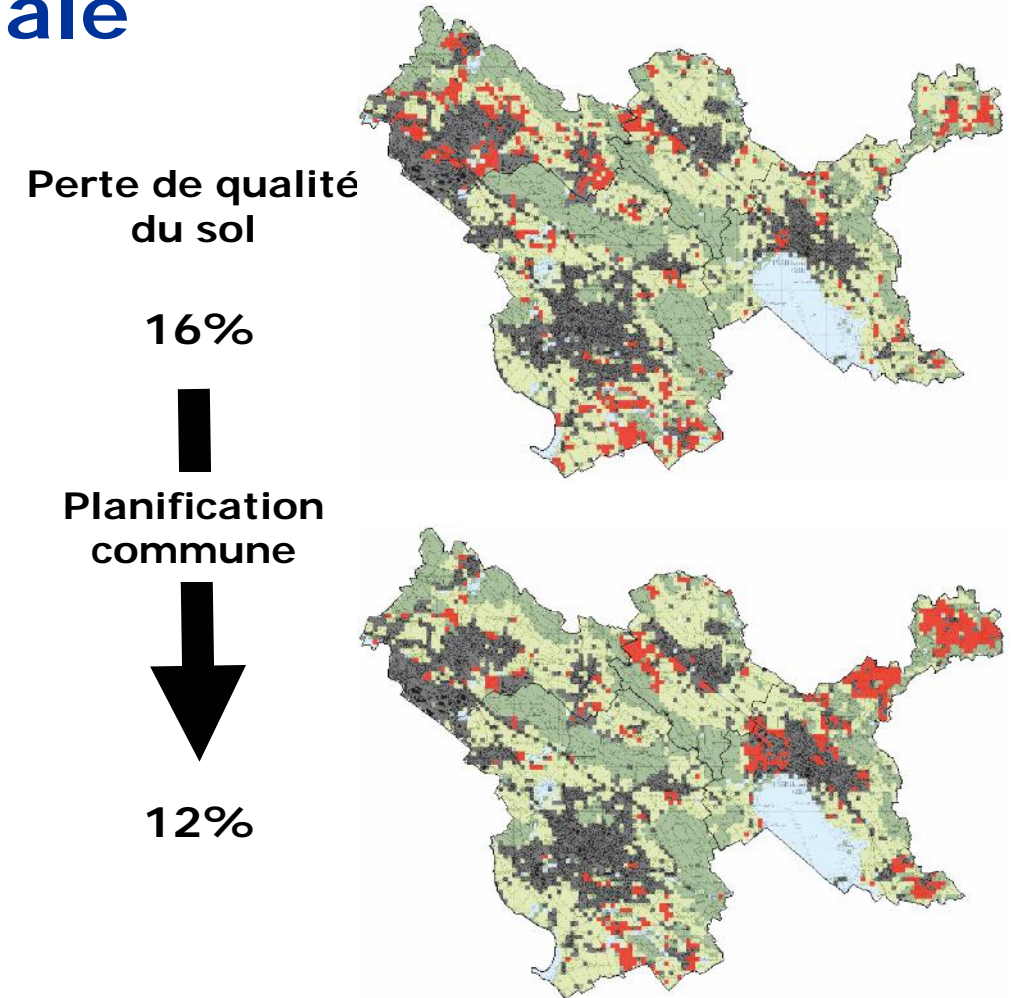 ale
Perte de qualité
du sol
16%
Planification
commune
12%